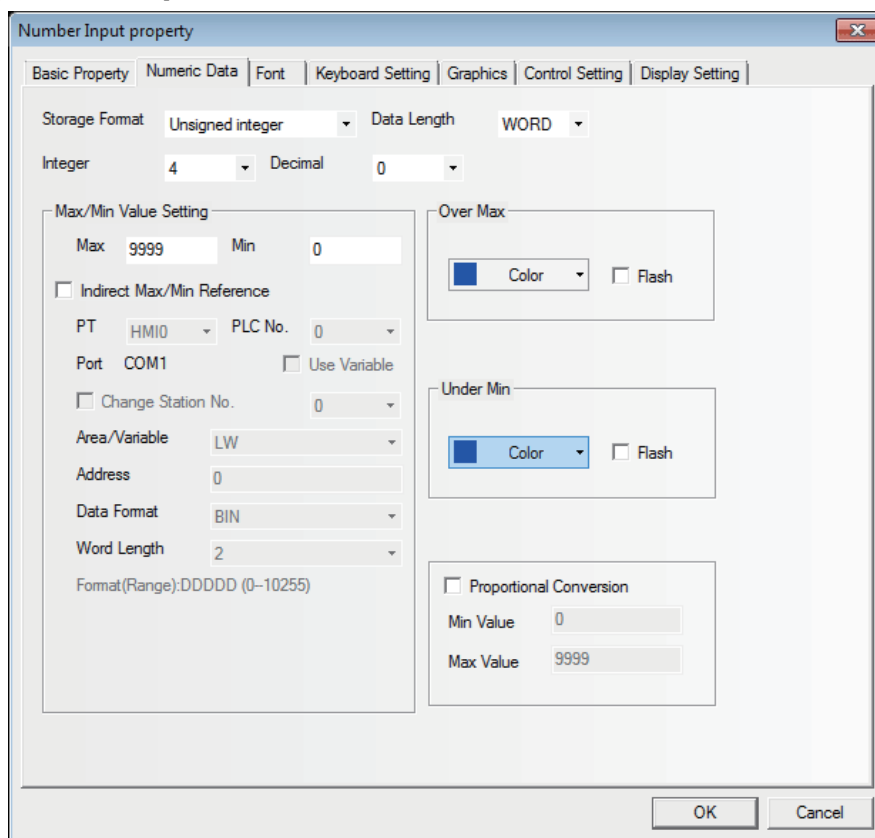 Number Input property
Basic Property Numeric Data Font Keyboard Setting Graphics Control Setting Display Setting
Storage Format Unsigned integer Data Length WORD
Integer 4 Decimal 0
Max/Min Value Setting
Max 9999 Min 0
Indirect Max/Min Reference
PT HMI0 PLC No. 0
Port COM1 Use Variable
Change Station No. 0
Area/Variable LW
Address 0
Data Format BIN
Word Length 2
Format(Range):DDDDD (0--10255)
Over Max
Color Flash
Under Min
Color Flash
Proportional Conversion
Min Value 0
Max Value 9999
OK Cancel